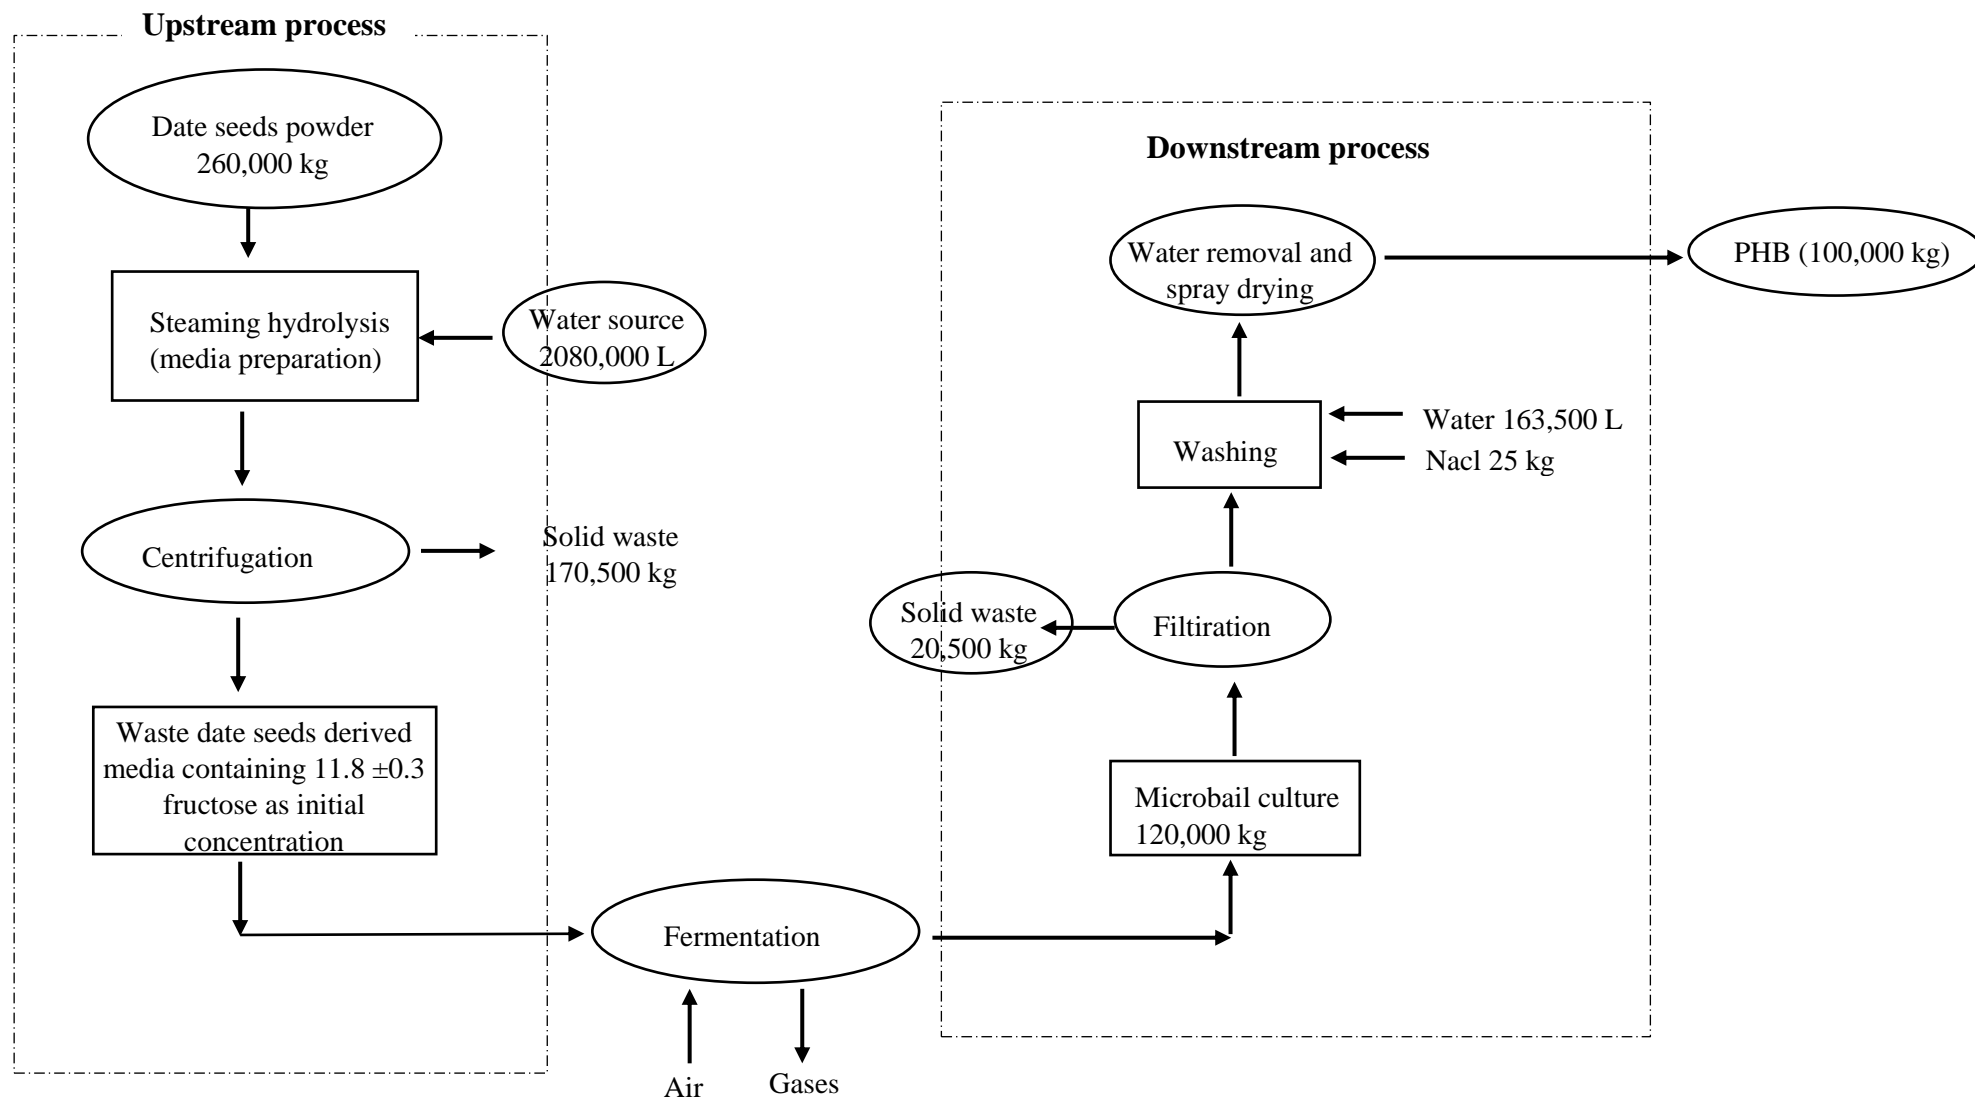 Upstream process
Date seeds powder
260,000 kg
Steaming hydrolysis
(media preparation)
Water source
2080,000 L
Centrifugation
Solid waste
170,500 kg
Waste date seeds derived
media containing 11.8 ±0.3
fructose as initial
concentration
Fermentation
Air
Gases
Downstream process
Microbail culture
120,000 kg
Filtiration
Solid waste
20,500 kg
Washing
Water 163,500 L
Nacl 25 kg
Water removal and
spray drying
PHB (100,000 kg)